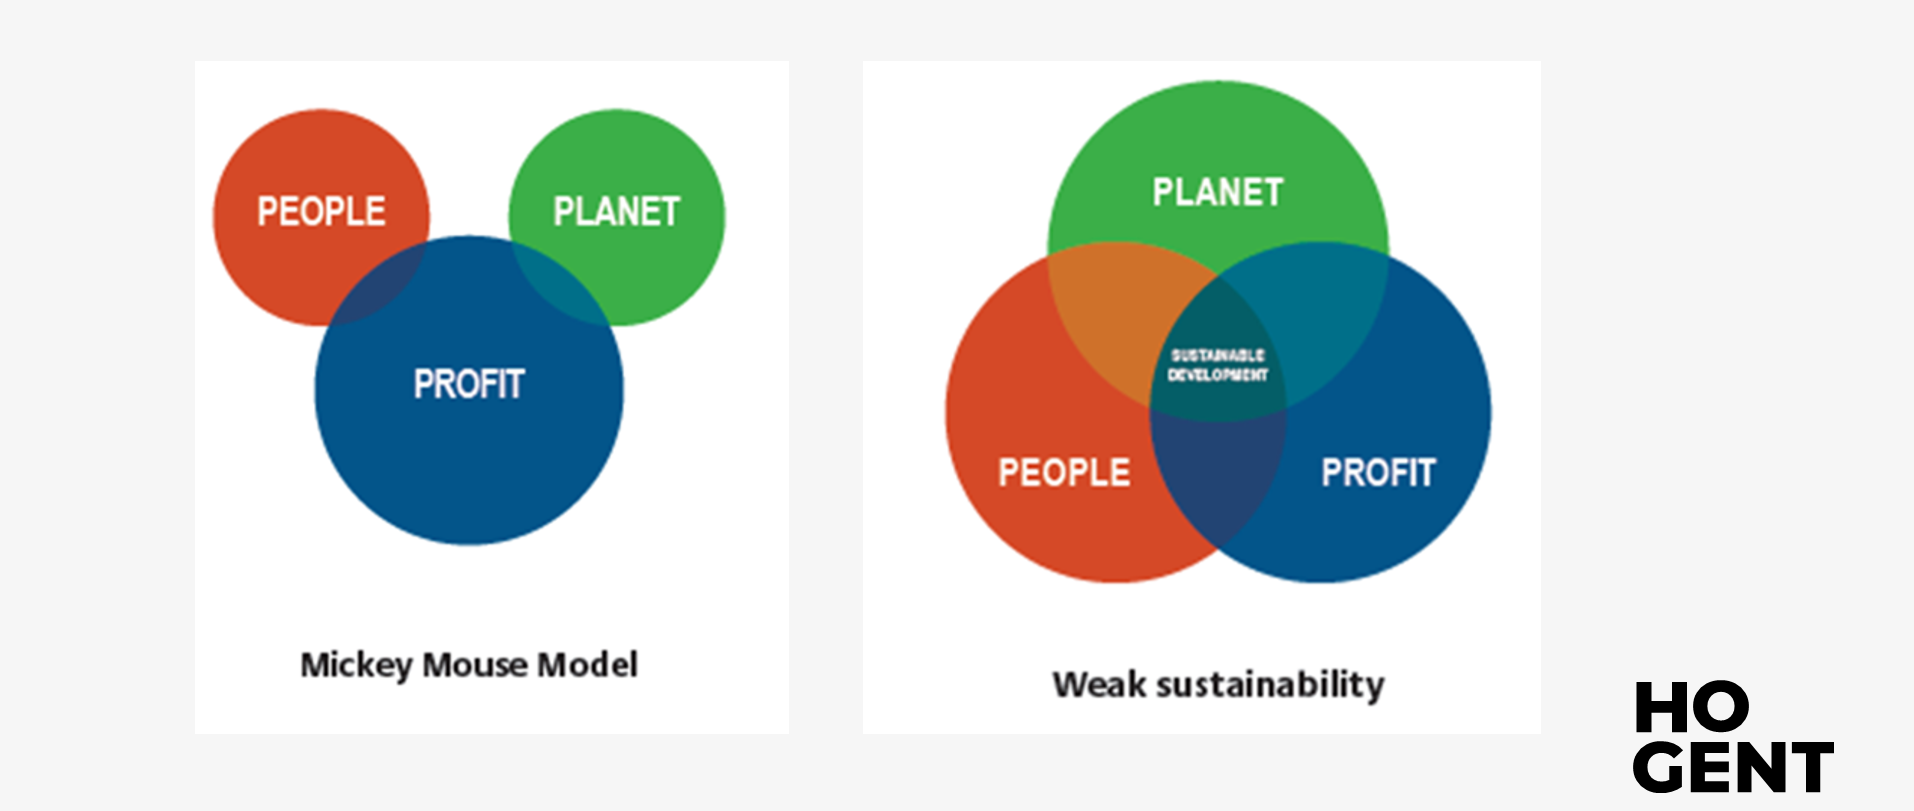 PEOPLE
PLANET
PROFIT
Mickey Mouse Model
PLANET
SUSTAINABLE
DEVELOPMENT
PEOPLE
PROFIT
Weak sustainability
HO
GENT